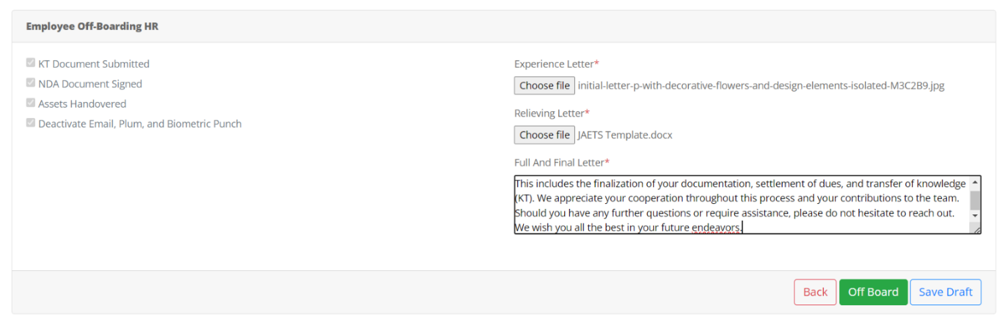 Employee Off-Boarding HR
KT Document Submitted
NDA Document Signed
Assets Handovered
Deactivate Email, Plum, and Biometric Punch
Experience Letter*
Choose file initial-letter-p-with-decorative-flowers-and-design-elements-isolated-M3C2B9.jpg
Relieving Letter*
Choose file JAETS Template.docx
Full And Final Letter*
This includes the finalization of your documentation, settlement of dues, and transfer of knowledge
(KT). We appreciate your cooperation throughout this process and your contributions to the team.
Should you have any further questions or require assistance, please do not hesitate to reach out.
We wish you all the best in your future endeavors.
Back Off Board Save Draft